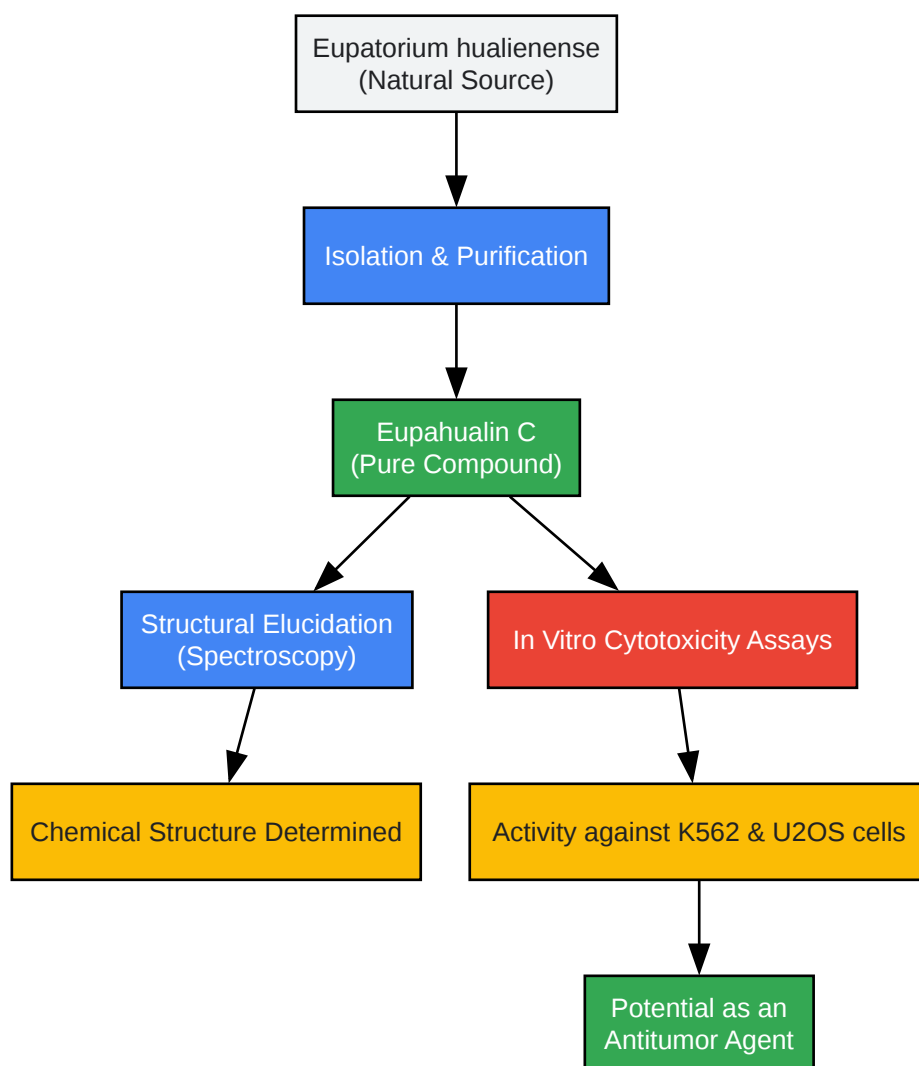 Eupatorium hualienense
(Natural Source)
Isolation & Purification
Eupahualin C
(Pure Compound)
Structural Elucidation
(Spectroscopy)
In Vitro Cytotoxicity Assays
Chemical Structure Determined
Activity against K562 & U2OS cells
Potential as an
Antitumor Agent